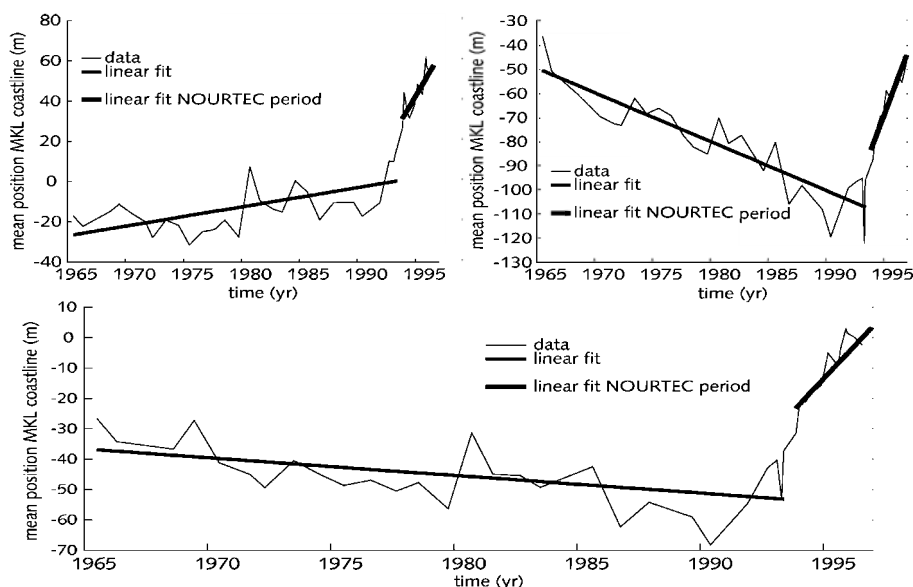 mean position MKL coastline (m)
80
60
40
20
0
-20
-40
data
linear fit
linear fit NOURTEC period
1965 1970 1975 1980 1985 1990 1995
time (yr)
mean position MKL coastline (m)
-30
-40
-50
-60
-70
-80
-90
-100
-110
-120
-130
data
linear fit
linear fit NOURTEC period
1965 1970 1975 1980 1985 1990 1995
time (yr)
mean position MKL coastline (m)
10
0
-10
-20
-30
-40
-50
-60
-70
data
linear fit
linear fit NOURTEC period
1965 1970 1975 1980 1985 1990 1995
time (yr)